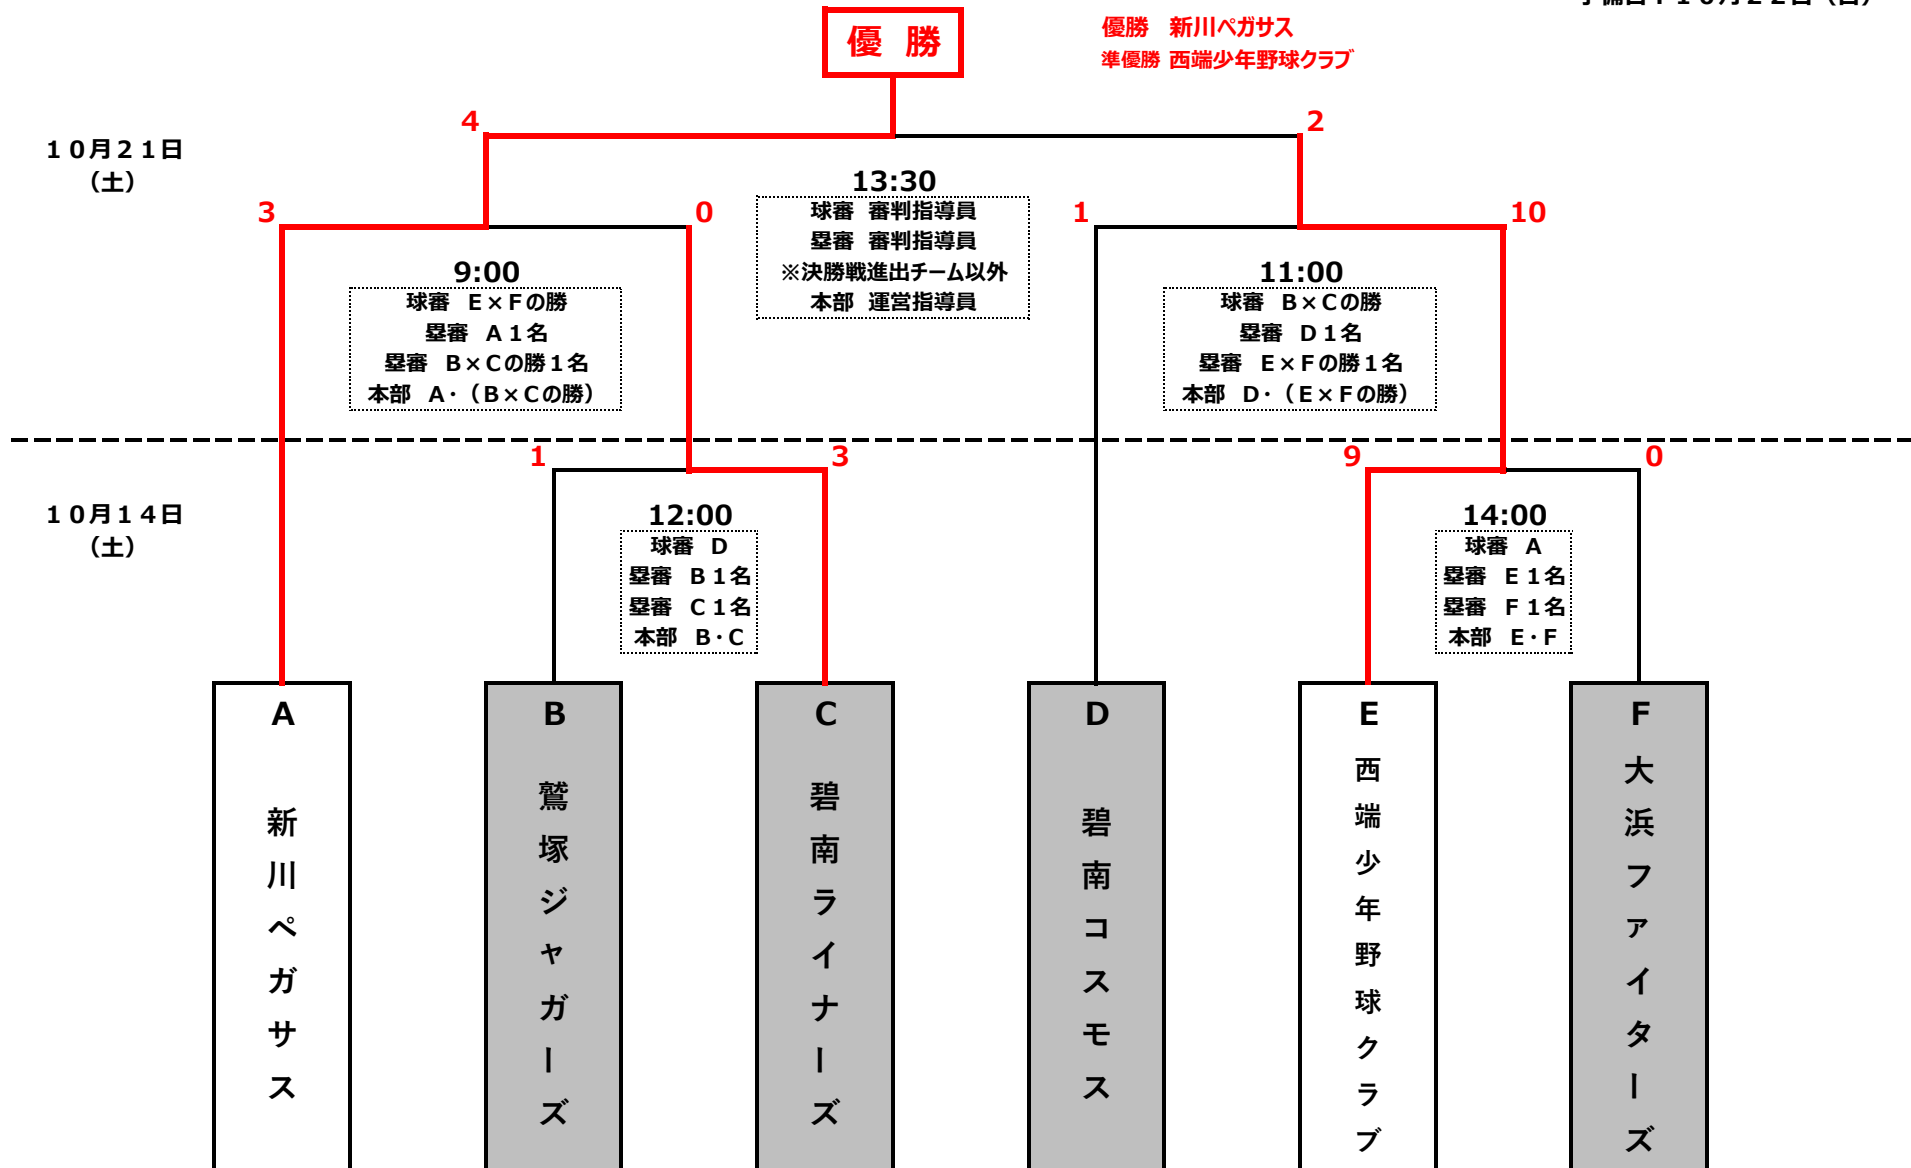 優 勝
優勝　新川ペガサス
準優勝 西端少年野球クラブ
4
2
１０月２１日
（土）
13:30
球審 審判指導員
塁審 審判指導員
※決勝戦進出チーム以外
本部 運営指導員
3
0
1
10
9:00
球審 Ｅ×Ｆの勝
塁審 Ａ１名
塁審 Ｂ×Ｃの勝１名
本部 Ａ・（Ｂ×Ｃの勝）
11:00
球審 Ｂ×Ｃの勝
塁審 Ｄ１名
塁審 Ｅ×Ｆの勝１名
本部 Ｄ・（Ｅ×Ｆの勝）
1
3
9
0
１０月１４日
（土）
12:00
球審 Ｄ
塁審 Ｂ１名
塁審 Ｃ１名
本部 Ｂ・Ｃ
14:00
球審 Ａ
塁審 Ｅ１名
塁審 Ｆ１名
本部 Ｅ・Ｆ
A
新川ペガサス
B
鷲塚ジャガーズ
C
碧南ライナーズ
D
碧南コスモス
E
西端少年野球クラブ
F
大浜ファイターズ